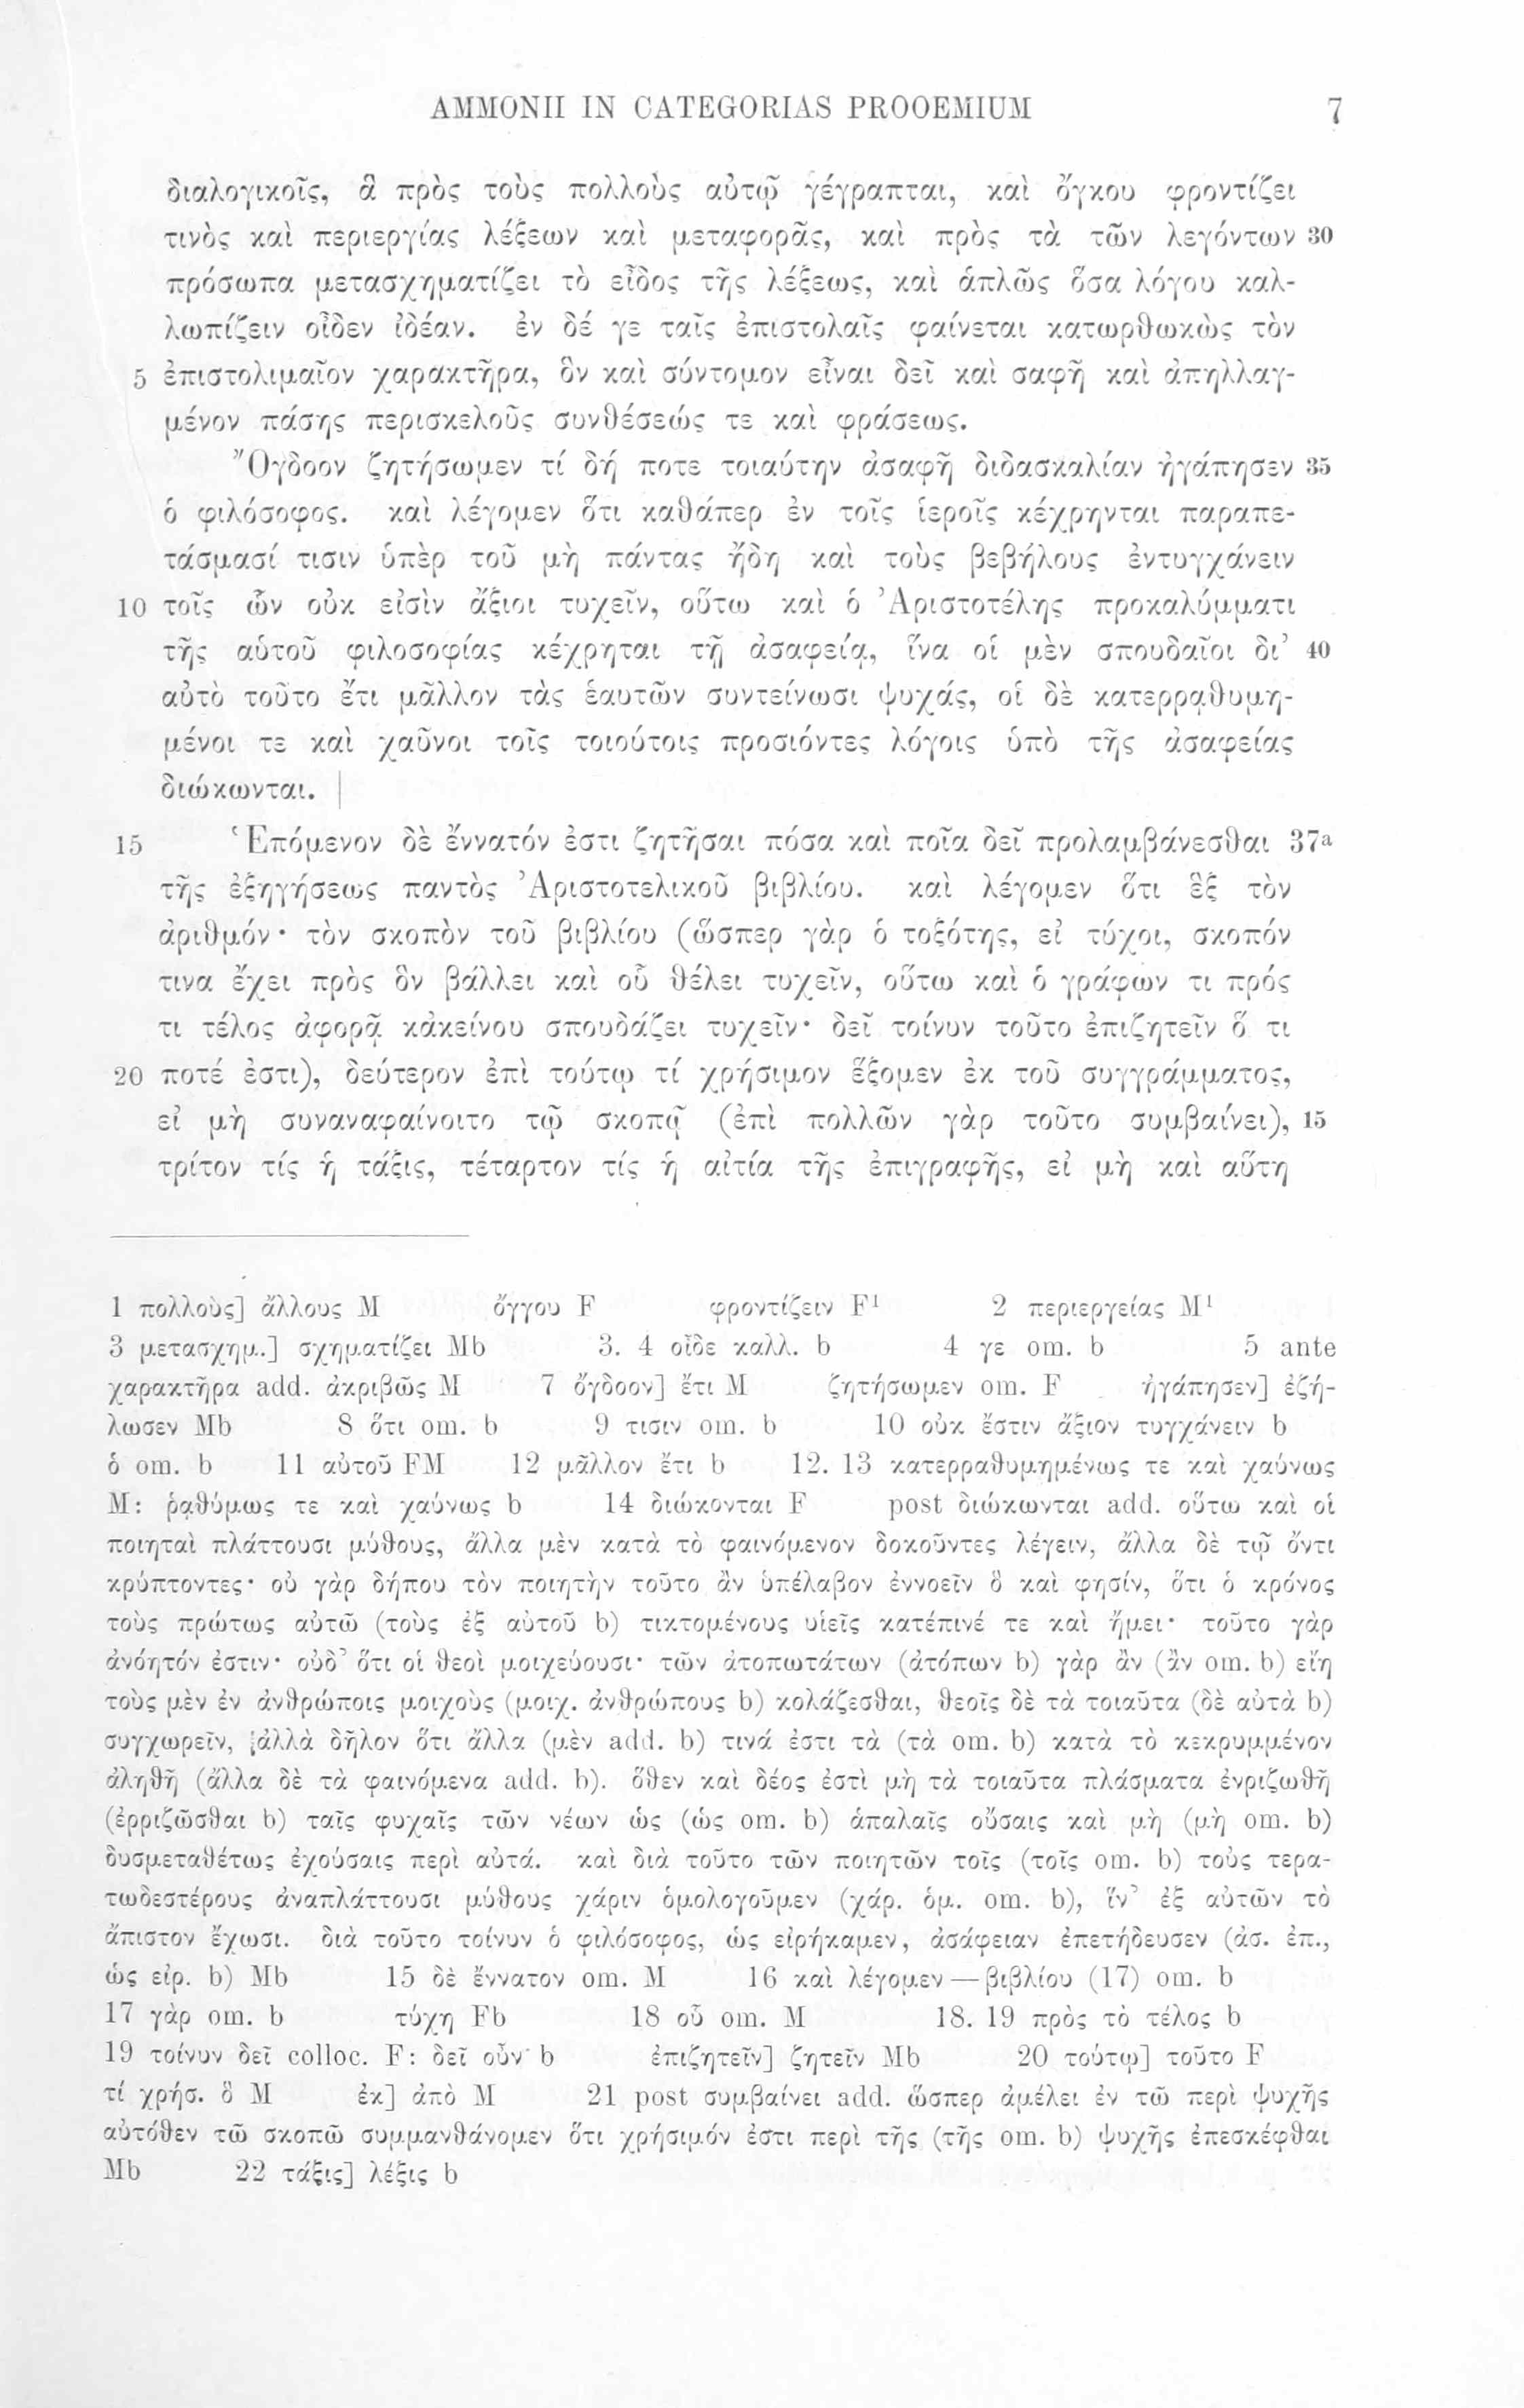 AMMONII IN CATEGORIAS PROOEMIUM 7
διαλογικοῖς, ἃ πρὸς τοὺς πολλοὺς αὐτῷ γέγραπται, καὶ ὄγκου φροντίζει
τινὸς καὶ περιεργίας λέξεων καὶ μεταφορᾶς, καὶ πρὸς τὰ τῶν λεγόντων 30
πρόσωπα μετασχηματίζει τὸ εἶδος τῆς λέξεως, καὶ ἁπλῶς ὅσα λόγου καλ-
λωπίζειν οἶδεν ἰδέαν. ἐν δέ γε ταῖς ἐπιστολαῖς φαίνεται κατωρθωκὼς τὸν
5 ἐπιστολιμαῖον χαρακτῆρα, ὃν καὶ σύντομον εἶναι δεῖ καὶ σαφῆ καὶ ἀπηλλαγ-
μένον πάσης περισκελοῦς συνθέσεώς τε καὶ φράσεως.
Ὄγδοον ζητήσωμεν τί δή ποτε τοιαύτην ἀσαφῆ διδασκαλίαν ἠγάπησεν 35
ὁ φιλόσοφος. καὶ λέγομεν ὅτι καθάπερ ἐν τοῖς ἱεροῖς κέχρηνται παραπε-
τάσμασί τισιν ὑπὲρ τοῦ μὴ πάντας ἤδη καὶ τοὺς βεβήλους ἐντυγχάνειν
10 τοῖς ὧν οὐκ εἰσὶν ἄξιοι τυχεῖν, οὕτω καὶ ὁ Ἀριστοτέλης προκαλύμματι
τῆς αὑτοῦ φιλοσοφίας κέχρηται τῇ ἀσαφείᾳ, ἵνα οἱ μὲν σπουδαῖοι δι’ 40
αὐτὸ τοῦτο ἔτι μᾶλλον τὰς ἑαυτῶν συντείνωσι ψυχάς, οἱ δὲ κατερρᾳθυμη-
μένοι τε καὶ χαῦνοι τοῖς τοιούτοις προσιόντες λόγοις ὑπὸ τῆς ἀσαφείας
διώκωνται. |
15 Ἑπόμενον δὲ ἔννατόν ἐστι ζητῆσαι πόσα καὶ ποῖα δεῖ προλαμβάνεσθαι 37a
τῆς ἐξηγήσεως παντὸς Ἀριστοτελικοῦ βιβλίου. καὶ λέγομεν ὅτι ἓξ τὸν
ἀριθμόν· τὸν σκοπὸν τοῦ βιβλίου (ὥσπερ γὰρ ὁ τοξότης, εἰ τύχοι, σκοπόν
τινα ἔχει πρὸς ὃν βάλλει καὶ οὗ θέλει τυχεῖν, οὕτω καὶ ὁ γράφων τι πρός
τι τέλος ἀφορᾷ κἀκείνου σπουδάζει τυχεῖν· δεῖ τοίνυν τοῦτο ἐπιζητεῖν ὅ τι
20 ποτέ ἐστι), δεύτερον ἐπὶ τούτῳ τί χρήσιμον ἕξομεν ἐκ τοῦ συγγράμματος,
εἰ μὴ συναναφαίνοιτο τῷ σκοπῷ (ἐπὶ πολλῶν γὰρ τοῦτο συμβαίνει), 15
τρίτον τίς ἡ τάξις, τέταρτον τίς ἡ αἰτία τῆς ἐπιγραφῆς, εἰ μὴ καὶ αὕτη
1 πολλοὺς] ἄλλους M ὄγγου F φροντίζειν F¹ 2 περιεργείας M¹
3 μετασχημ.] σχηματίζει Mb 3. 4 οἶδε καλλ. b 4 γε om. b 5 ante
χαρακτῆρα add. ἀκριβῶς M 7 ὄγδοον] ἔτι M ζητήσωμεν om. F ἠγάπησεν] ἐζή-
λωσεν Mb 8 ὅτι om. b 9 τισιν om. b 10 οὐκ ἔστιν ἄξιον τυγχάνειν b
ὁ om. b 11 αὐτοῦ FM 12 μᾶλλον ἔτι b 12. 13 κατερραθυμημένως τε καὶ χαύνως
M: ῥᾳθύμως τε καὶ χαύνως b 14 διώκονται F post διώκωνται add. οὕτω καὶ οἱ
ποιηταὶ πλάττουσι μύθους, ἄλλα μὲν κατὰ τὸ φαινόμενον δοκοῦντες λέγειν, ἄλλα δὲ τῷ ὄντι
κρύπτοντες· οὐ γὰρ δήπου τὸν ποιητὴν τοῦτο ἂν ὑπέλαβον ἐννοεῖν ὃ καὶ φησίν, ὅτι ὁ κρόνος
τοὺς πρώτως αὐτῶ (τοὺς ἐξ αὐτοῦ b) τικτομένους υἱεῖς κατέπινέ τε καὶ ἤμει· τοῦτο γὰρ
ἀνόητόν ἐστιν· οὐδ’ ὅτι οἱ θεοὶ μοιχεύουσι· τῶν ἀτοπωτάτων (ἀτόπων b) γὰρ ἂν (ἂν om. b) εἴη
τοὺς μὲν ἐν ἀνθρώποις μοιχοὺς (μοιχ. ἀνθρώπους b) κολάζεσθαι, θεοῖς δὲ τὰ τοιαῦτα (δὲ αὐτὰ b)
συγχωρεῖν, ἀλλὰ δῆλον ὅτι ἄλλα (μὲν add. b) τινά ἐστι τὰ (τὰ om. b) κατὰ τὸ κεκρυμμένον
ἀληθῆ (ἄλλα δὲ τὰ φαινόμενα add. b). ὅθεν καὶ δέος ἐστὶ μὴ τὰ τοιαῦτα πλάσματα ἐνριζωθῆ
(ἐρριζῶσθαι b) ταῖς ψυχαῖς τῶν νέων ὡς (ὡς om. b) ἁπαλαῖς οὔσαις καὶ μὴ (μὴ om. b)
δυσμεταθέτως ἐχούσαις περὶ αὐτά. καὶ διὰ τοῦτο τῶν ποιητῶν τοῖς (τοῖς om. b) τοὺς τερα-
τωδεστέρους ἀναπλάττουσι μύθους χάριν ὁμολογοῦμεν (χάρ. ὁμ. om. b), ἵν’ ἐξ αὐτῶν τὸ
ἄπιστον ἔχωσι. διὰ τοῦτο τοίνυν ὁ φιλόσοφος, ὡς εἰρήκαμεν, ἀσάφειαν ἐπετήδευσεν (ἀσ. ἐπ.,
ὡς εἰρ. b) Mb 15 δὲ ἔννατον om. M 16 καὶ λέγομεν — βιβλίου (17) om. b
17 γὰρ om. b τύχη Fb 18 οὗ om. M 18. 19 πρὸς τὸ τέλος b
19 τοίνυν δεῖ colloc. F: δεῖ οὖν b ἐπιζητεῖν] ζητεῖν Mb 20 τούτῳ] τοῦτο F
τί χρήσ. ὃ M ἐκ] ἀπὸ M 21 post συμβαίνει add. ὥσπερ ἀμέλει ἐν τῶ περὶ ψυχῆς
αὐτόθεν τῶ σκοπῶ συμμανθάνομεν ὅτι χρήσιμόν ἐστι περὶ τῆς (τῆς om. b) ψυχῆς ἐπεσκέφθαι
Mb 22 τάξις] λέξις b